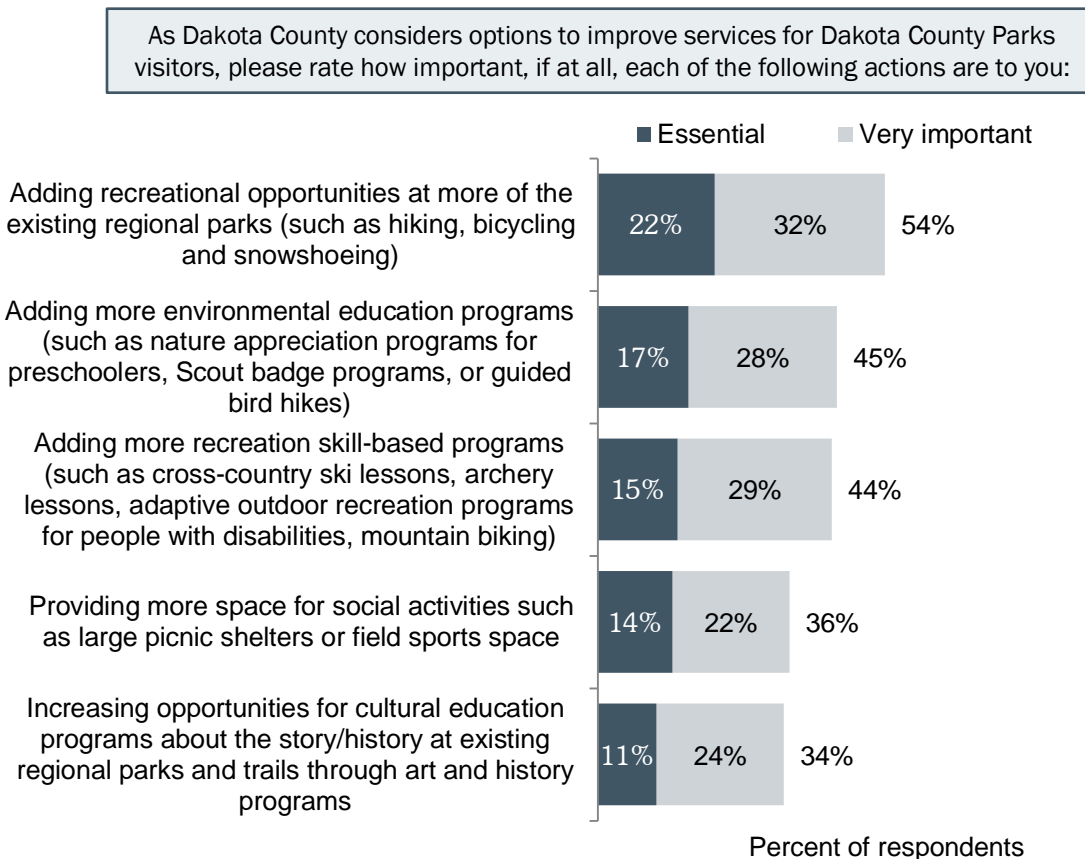 As Dakota County considers options to improve services for Dakota County Parks
visitors, please rate how important, if at all, each of the following actions are to you:
Essential
Very important
Adding recreational opportunities at more of the
existing regional parks (such as hiking, bicycling
and snowshoeing)
22%
32%
54%
Adding more environmental education programs
(such as nature appreciation programs for
preschoolers, Scout badge programs, or guided
bird hikes)
17%
28%
45%
Adding more recreation skill-based programs
(such as cross-country ski lessons, archery
lessons, adaptive outdoor recreation programs
for people with disabilities, mountain biking)
15%
29%
44%
Providing more space for social activities such
as large picnic shelters or field sports space
14%
22%
36%
Increasing opportunities for cultural education
programs about the story/history at existing
regional parks and trails through art and history
programs
11%
24%
34%
Percent of respondents